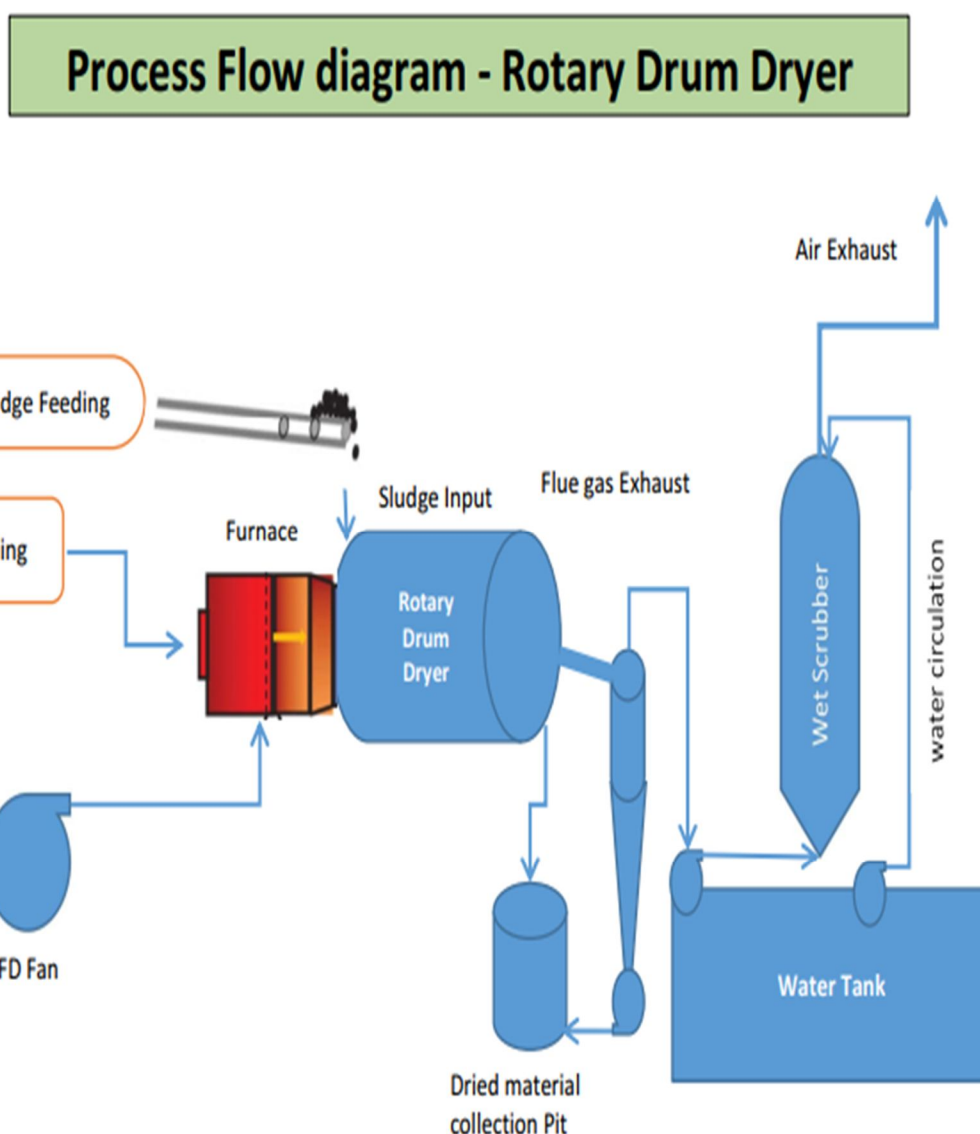 Process Flow diagram - Rotary Drum Dryer
Air Exhaust
dge Feeding
Sludge Input
Flue gas Exhaust
Furnace
ing
Rotary
Drum
Dryer
Wet Scrubber
water circulation
FD Fan
Water Tank
Dried material
collection Pit